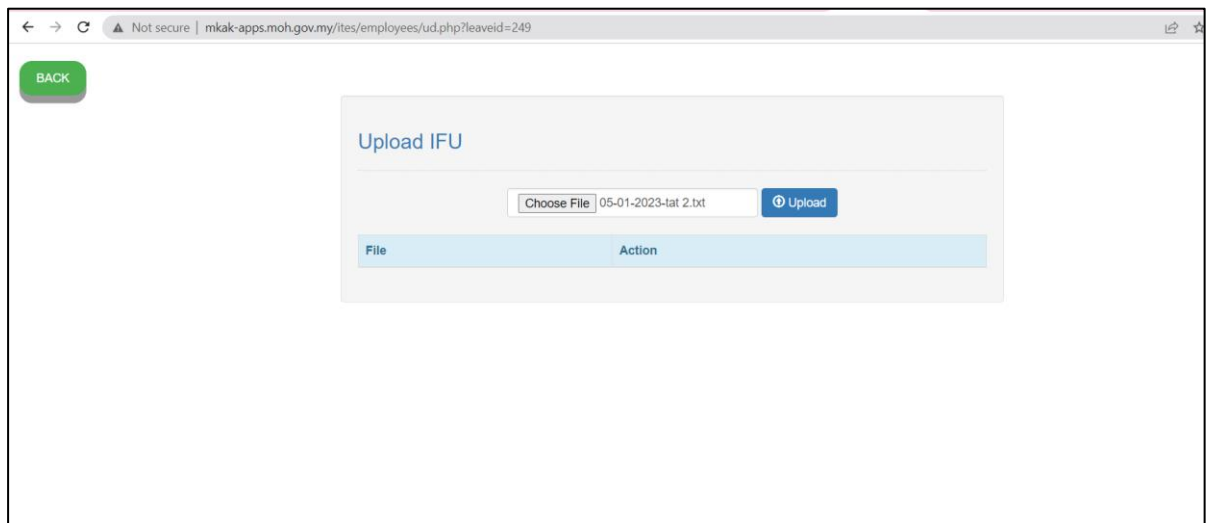 Not secure | mkak-apps.moh.gov.my/ites/employees/ud.php?leaveid=249
BACK
Upload IFU
Choose File 05-01-2023-tat 2.txt Upload
File Action